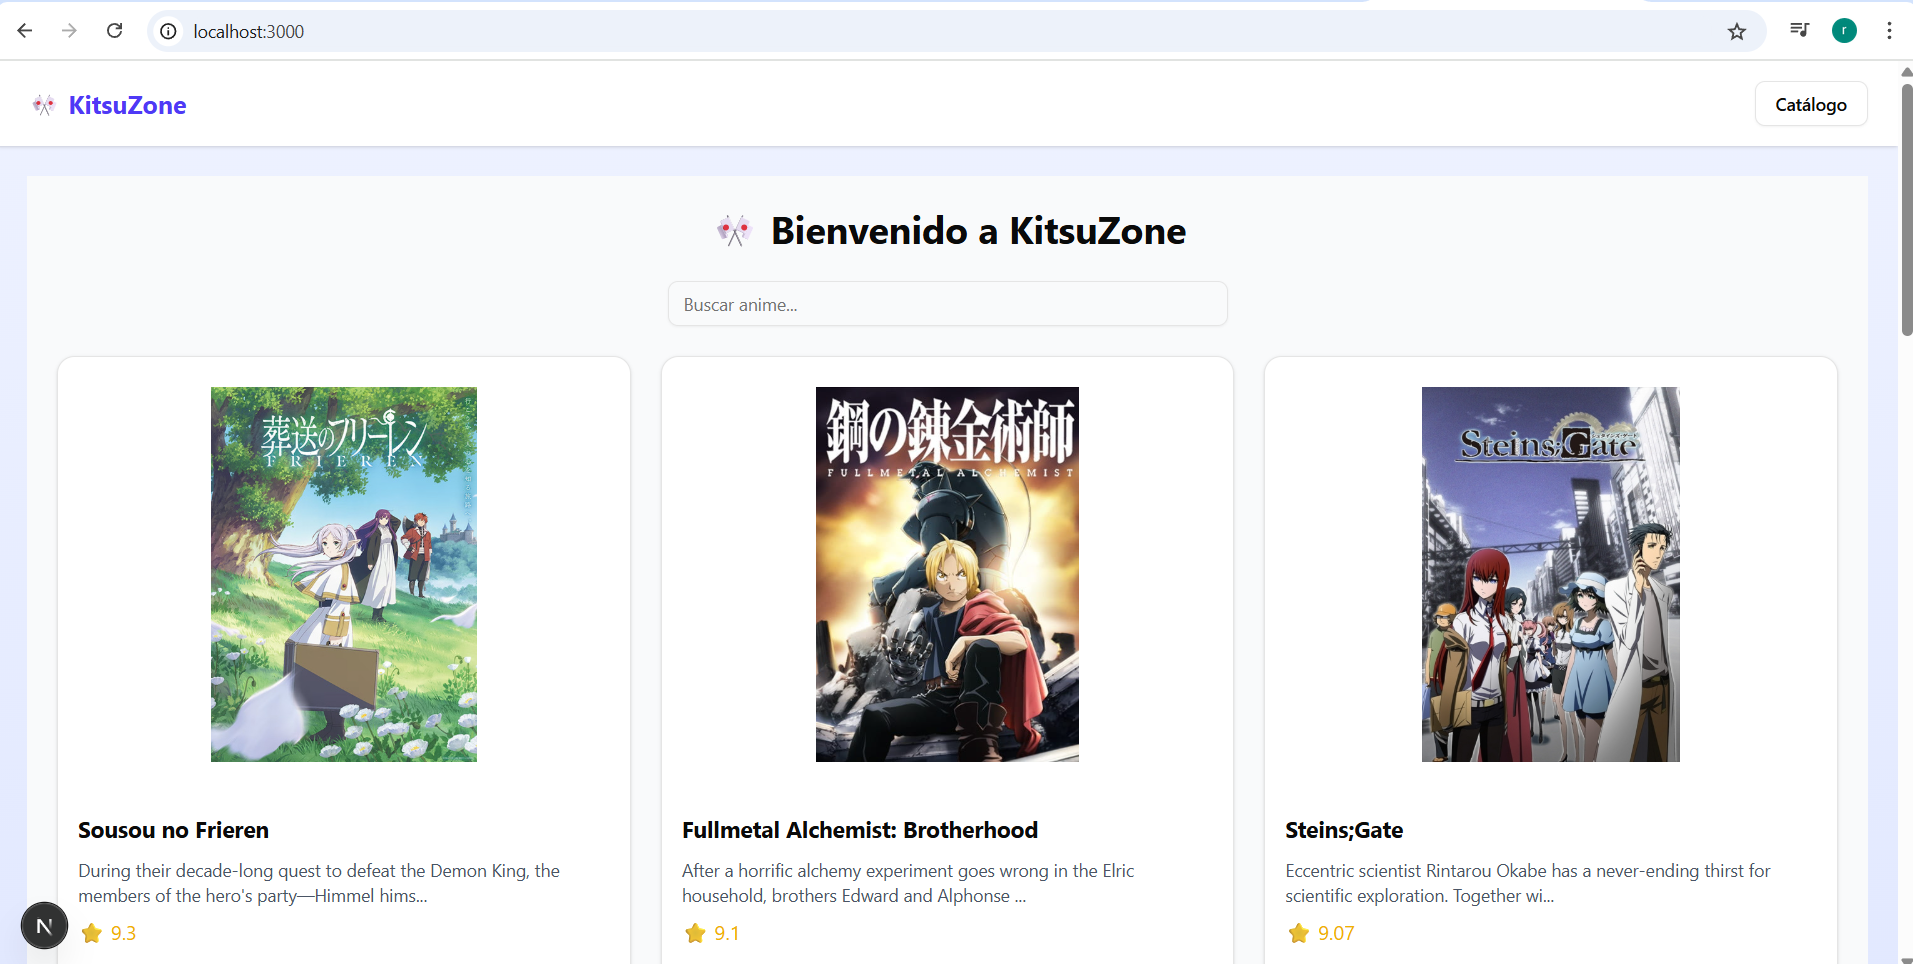 localhost:3000
r
🎌 KitsuZone
Catálogo
🎌 Bienvenido a KitsuZone
Buscar anime...
葬送のフリーレン
FRIEREN
鋼の錬金術師
FULLMETAL ALCHEMIST
Steins;Gate
Sousou no Frieren
During their decade-long quest to defeat the Demon King, the
members of the hero's party—Himmel hims...
⭐ 9.3
Fullmetal Alchemist: Brotherhood
After a horrific alchemy experiment goes wrong in the Elric
household, brothers Edward and Alphonse ...
⭐ 9.1
Steins;Gate
Eccentric scientist Rintarou Okabe has a never-ending thirst for
scientific exploration. Together wi...
⭐ 9.07
N